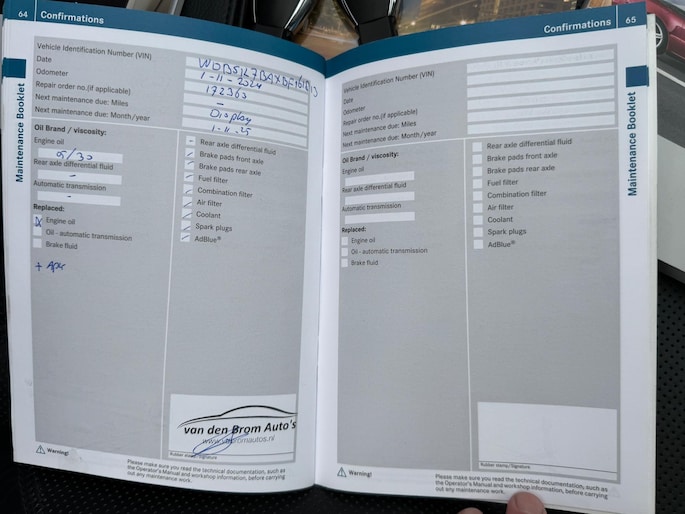 64 Confirmations
Maintenance Booklet
Vehicle Identification Number (VIN)
Date 1-11-2024
Odometer 172363
Repair order no.(if applicable) -
Next maintenance due: Miles Display
Next maintenance due: Month/year 1-11-25
Oil Brand / viscosity:
Engine oil
5/30
Rear axle differential fluid
-
Automatic transmission
-
Replaced:
Engine oil
Oil - automatic transmission
Brake fluid
+
Rear axle differential fluid
Brake pads front axle
Brake pads rear axle
Fuel filter
Combination filter
Air filter
Coolant
Spark plugs
AdBlue®
van den Brom Auto's
Rubber stamp/Signature
Warning!
Please make sure you read the technical documentation, such as
the Operator's Manual and workshop information, before carrying
out any maintenance work.
Confirmations 65
Maintenance Booklet
Vehicle Identification Number (VIN)
Date
Odometer
Repair order no.(if applicable)
Next maintenance due: Miles
Next maintenance due: Month/year
Oil Brand / viscosity:
Engine oil
Rear axle differential fluid
Automatic transmission
Replaced:
Engine oil
Oil - automatic transmission
Brake fluid
Rear axle differential fluid
Brake pads front axle
Brake pads rear axle
Fuel filter
Combination filter
Air filter
Coolant
Spark plugs
AdBlue®
Rubber stamp/Signature
Warning!
Please make sure you read the technical documentation, such as
the Operator's Manual and workshop information, before carrying
out any maintenance work.